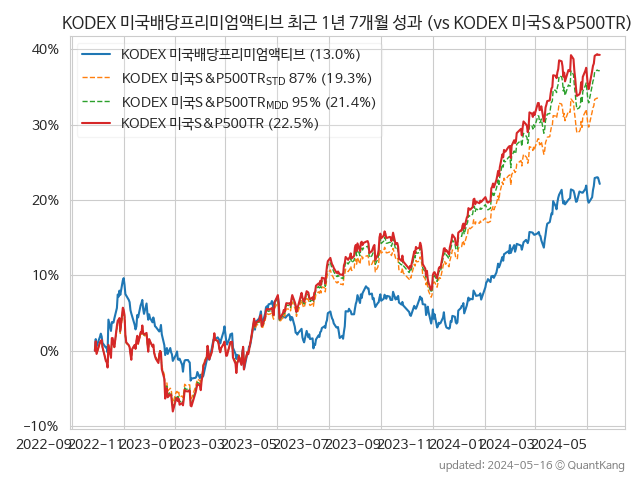 KODEX 미국배당프리미엄액티브 최근 1년 7개월 성과 (vs KODEX 미국S&P500TR)
KODEX 미국배당프리미엄액티브 (13.0%)
KODEX 미국S&P500TR_STD 87% (19.3%)
KODEX 미국S&P500TR_MDD 95% (21.4%)
KODEX 미국S&P500TR (22.5%)
40%
30%
20%
10%
0%
−10%
2022-09 2022-11 2023-01 2023-03 2023-05 2023-07 2023-09 2023-11 2024-01 2024-03 2024-05
updated: 2024-05-16 ⓒ QuantKang